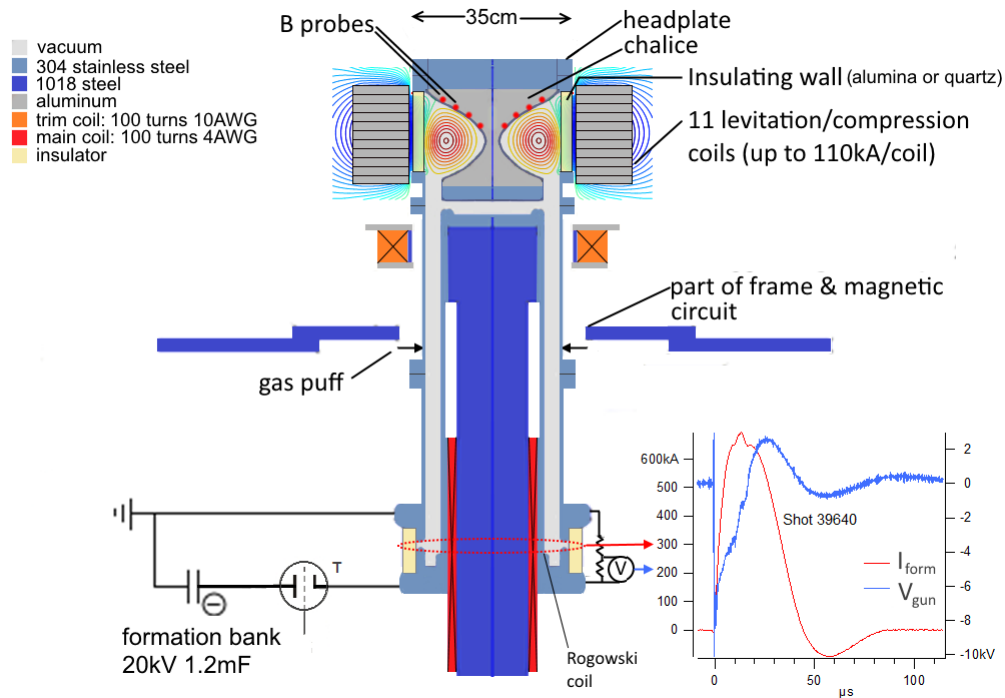 35cm
B probes
headplate
chalice
Insulating wall (alumina or quartz)
11 levitation/compression
coils (up to 110kA/coil)
vacuum
304 stainless steel
1018 steel
aluminum
trim coil: 100 turns 10AWG
main coil: 100 turns 4AWG
insulator
part of frame & magnetic
circuit
gas puff
T
V
formation bank
20kV 1.2mF
Rogowski
coil
600kA
500
400
300
200
100
0
2
0
-2
-4
-6
-8
-10kV
Shot 39640
I form
V gun
0
50
100
µs